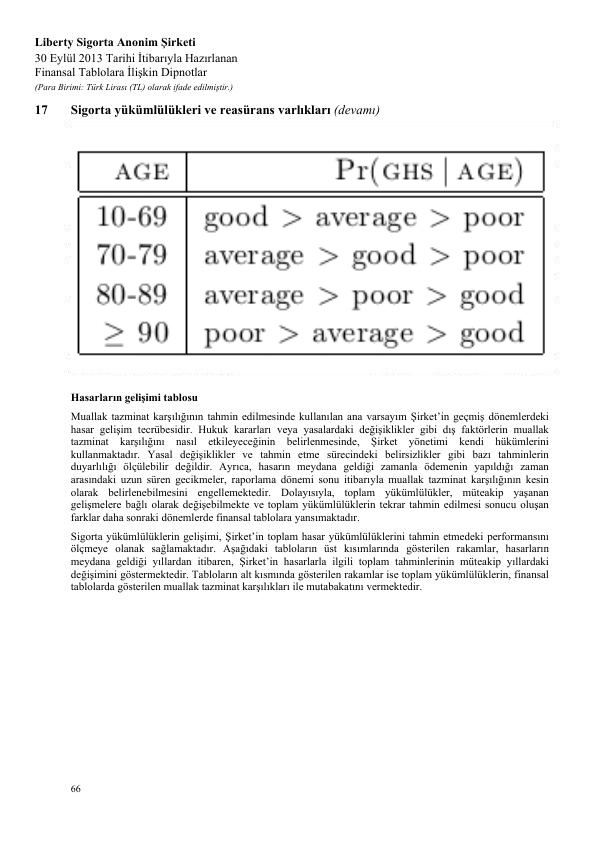 Liberty Sigorta Anonim Şirketi
30 Eylül 2013 Tarihi İtibarıyla Hazırlanan
Finansal Tablolara İlişkin Dipnotlar
(Para Birimi: Türk Lirası (TL) olarak ifade edilmiştir.)
17 Sigorta yükümlülükleri ve reasürans varlıkları (devamı)
AGE Pr(GHS | AGE)
10-69 good > average > poor
70-79 average > good > poor
80-89 average > poor > good
≥ 90 poor > average > good
Hasarların gelişimi tablosu
Muallak tazminat karşılığının tahmin edilmesinde kullanılan ana varsayım Şirket'in geçmiş dönemlerdeki
hasar gelişim tecrübesidir. Hukuk kararları veya yasalardaki değişiklikler gibi dış faktörlerin muallak
tazminat karşılığını nasıl etkileyeceğinin belirlenmesinde, Şirket yönetimi kendi hükümlerini
kullanmaktadır. Yasal değişiklikler ve tahmin etme sürecindeki belirsizlikler gibi bazı tahminlerin
duyarlılığı ölçülebilir değildir. Ayrıca, hasarın meydana geldiği zamanla ödemenin yapıldığı zaman
arasındaki uzun süren gecikmeler, raporlama dönemi sonu itibarıyla muallak tazminat karşılığının kesin
olarak belirlenebilmesini engellemektedir. Dolayısıyla, toplam yükümlülükler, müteakip yaşanan
gelişmelere bağlı olarak değişebilmekte ve toplam yükümlülüklerin tekrar tahmin edilmesi sonucu oluşan
farklar daha sonraki dönemlerde finansal tablolara yansımaktadır.
Sigorta yükümlülüklerin gelişimi, Şirket'in toplam hasar yükümlülüklerini tahmin etmedeki performansını
ölçmeye olanak sağlamaktadır. Aşağıdaki tabloların üst kısımlarında gösterilen rakamlar, hasarların
meydana geldiği yıllardan itibaren, Şirket'in hasarlarla ilgili toplam tahminlerinin müteakip yıllardaki
değişimini göstermektedir. Tabloların alt kısmında gösterilen rakamlar ise toplam yükümlülüklerin, finansal
tablolarda gösterilen muallak tazminat karşılıkları ile mutabakatını vermektedir.
66